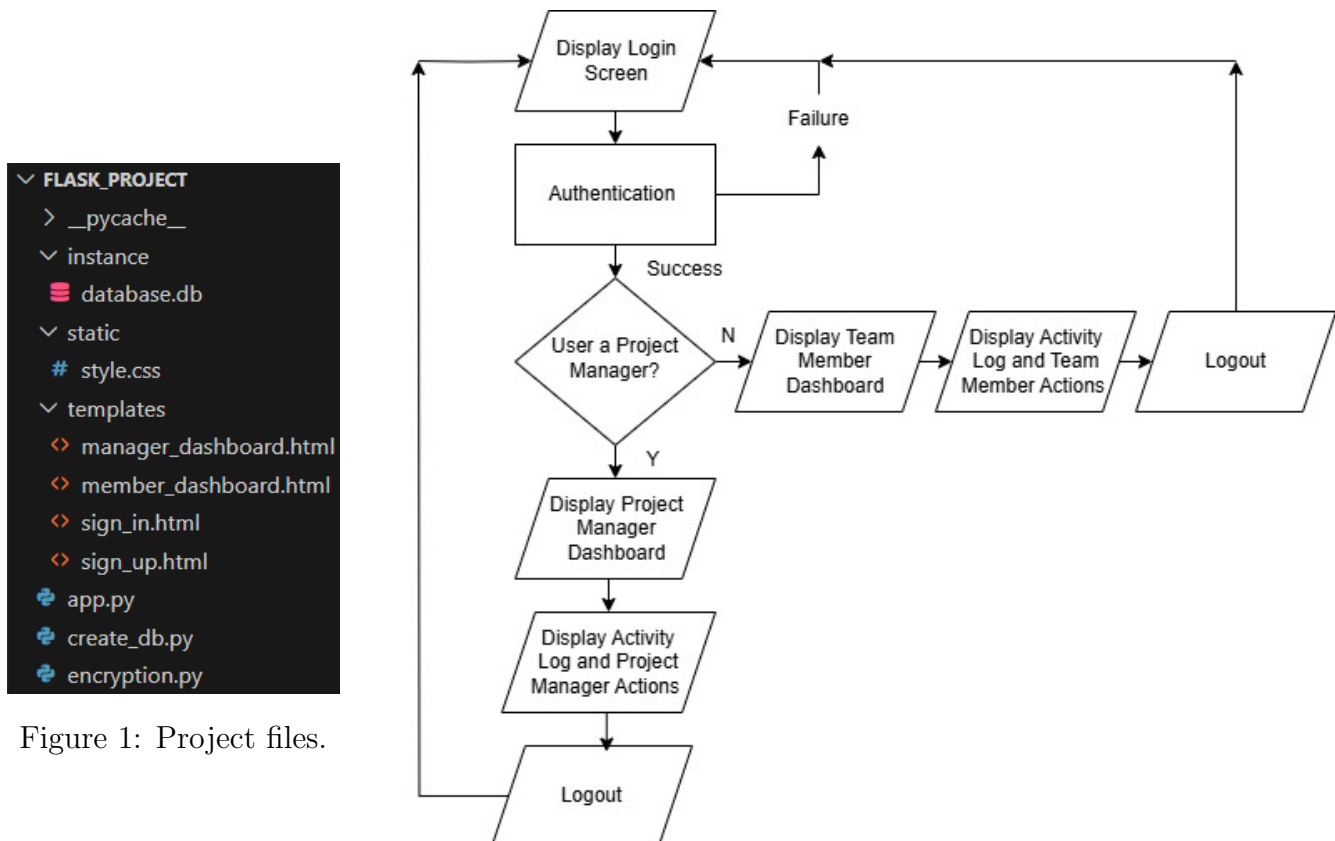 FLASK_PROJECT
__pycache__
instance
database.db
static
# style.css
templates
<> manager_dashboard.html
<> member_dashboard.html
<> sign_in.html
<> sign_up.html
app.py
create_db.py
encryption.py
Figure 1: Project files.
Display Login
Screen
Failure
Authentication
Success
User a Project
Manager?
N
Display Team
Member
Dashboard
Display Activity
Log and Team
Member Actions
Logout
Y
Display Project
Manager
Dashboard
Display Activity
Log and Project
Manager Actions
Logout